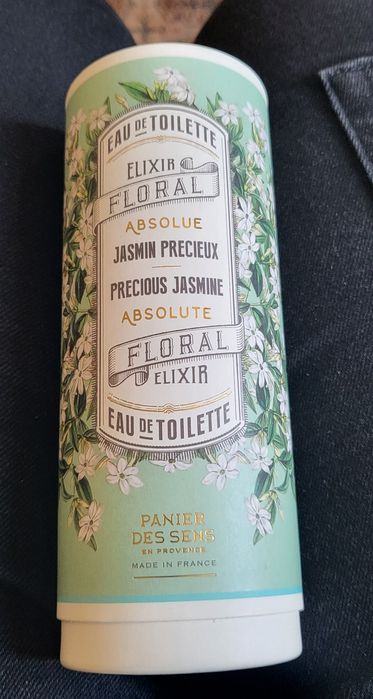 EAU DE TOILETTE
ELIXIR
FLORAL
ABSOLUE
JASMIN PRECIEUX
PRECIOUS JASMINE
ABSOLUTE
FLORAL
ELIXIR
EAU DE TOILETTE
PANIER
DES SENS
EN PROVENCE
MADE IN FRANCE